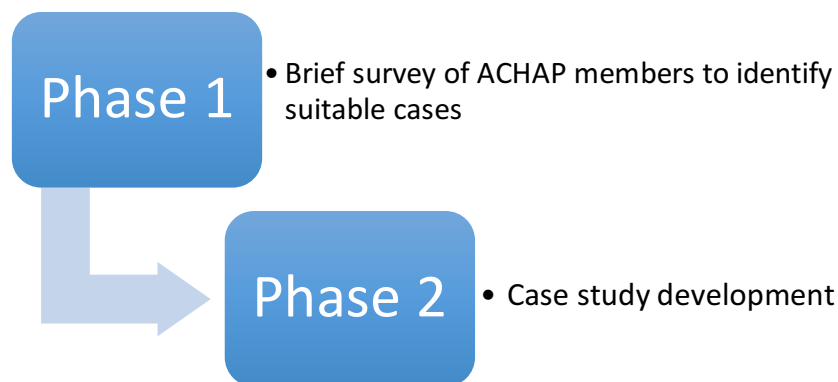 Phase 1
• Brief survey of ACHAP members to identify
suitable cases
Phase 2
• Case study development